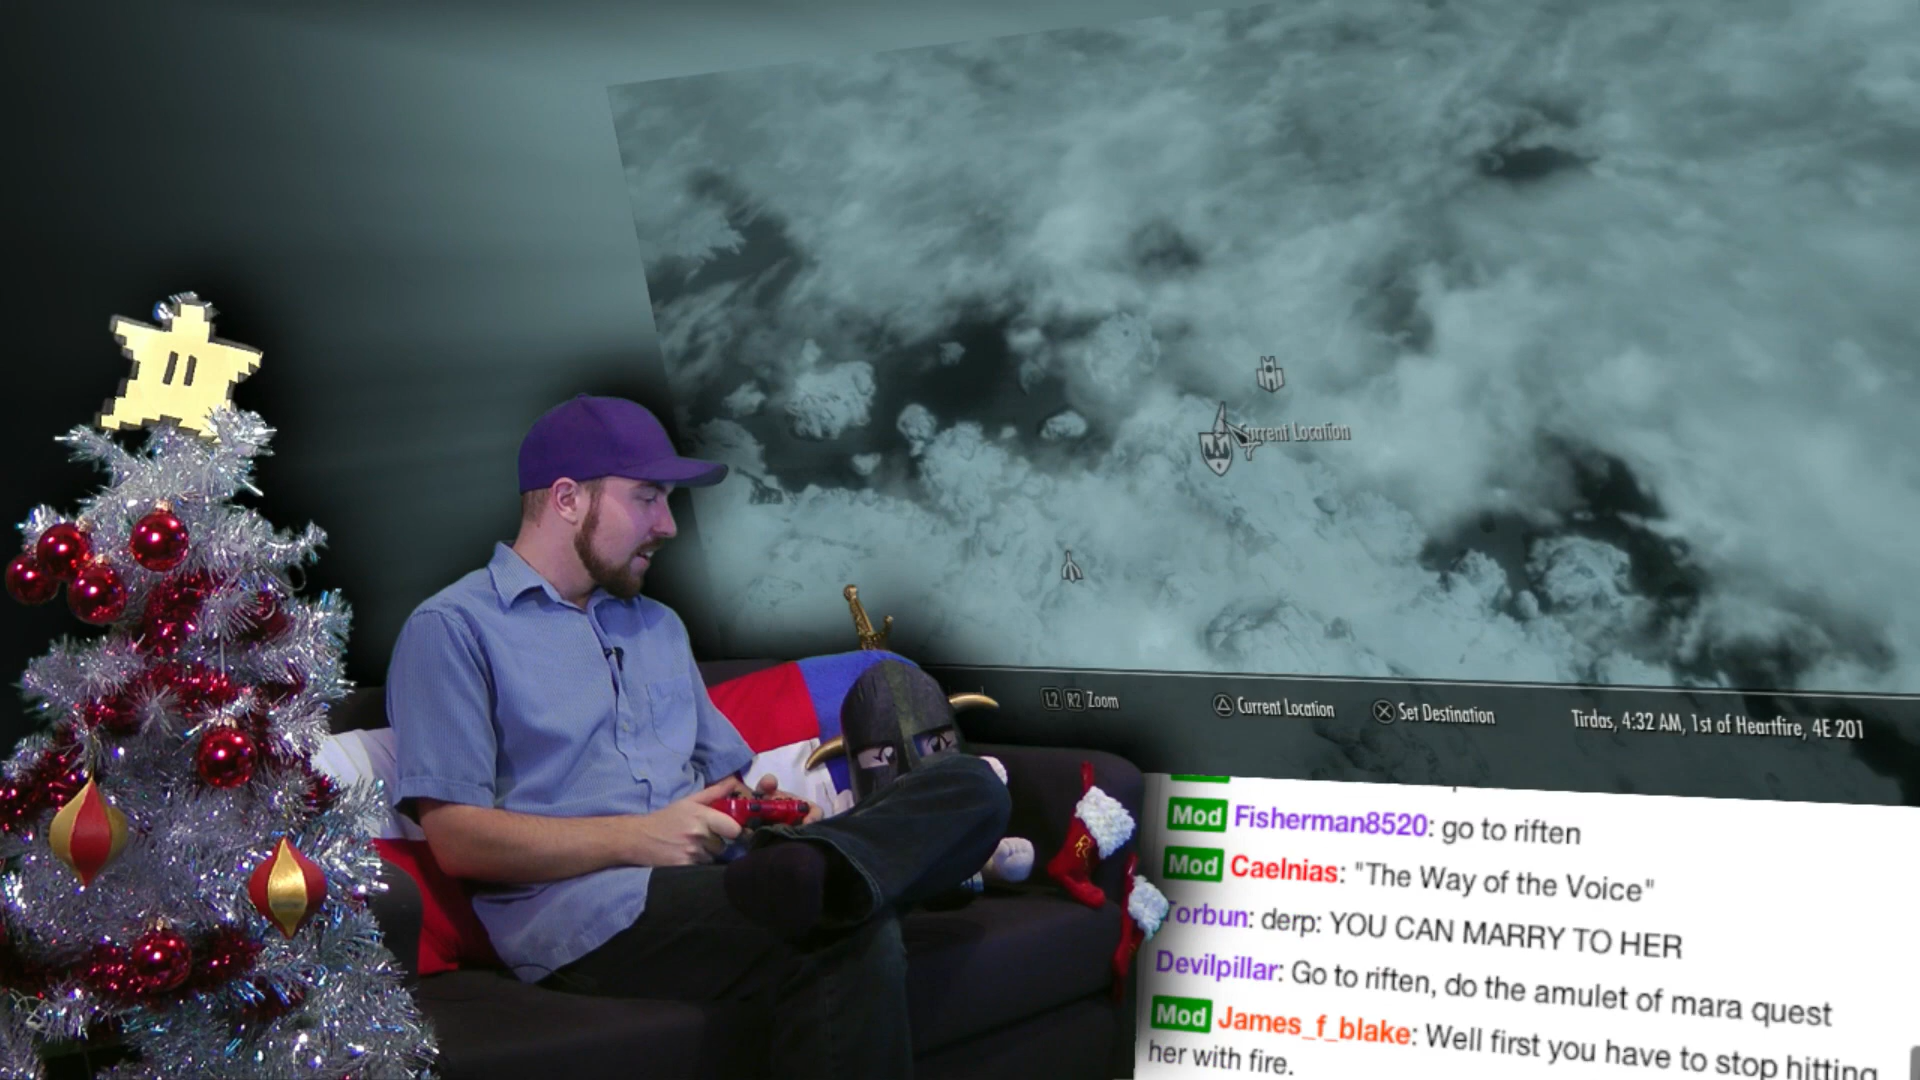 Current Location
L2 R2 Zoom
Current Location
Set Destination
Tirdas, 4:32 AM, 1st of Heartfire, 4E 201
Mod Fisherman8520: go to riften
Mod Caelnias: "The Way of the Voice"
Torbun: derp: YOU CAN MARRY TO HER
Devilpillar: Go to riften, do the amulet of mara quest
Mod James_f_blake: Well first you have to stop hitting
her with fire.